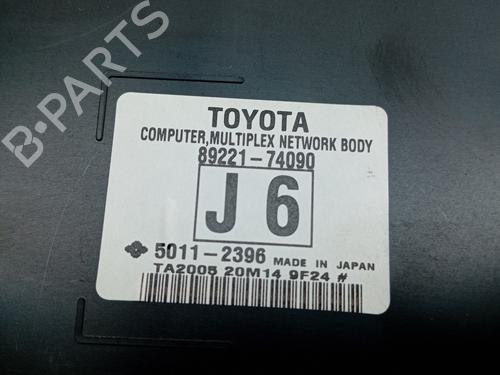 TOYOTA
COMPUTER,MULTIPLEX NETWORK BODY
89221-74090
J 6
5011-2396 MADE IN JAPAN
TA2005 20M14 9F24 #
B-PARTS